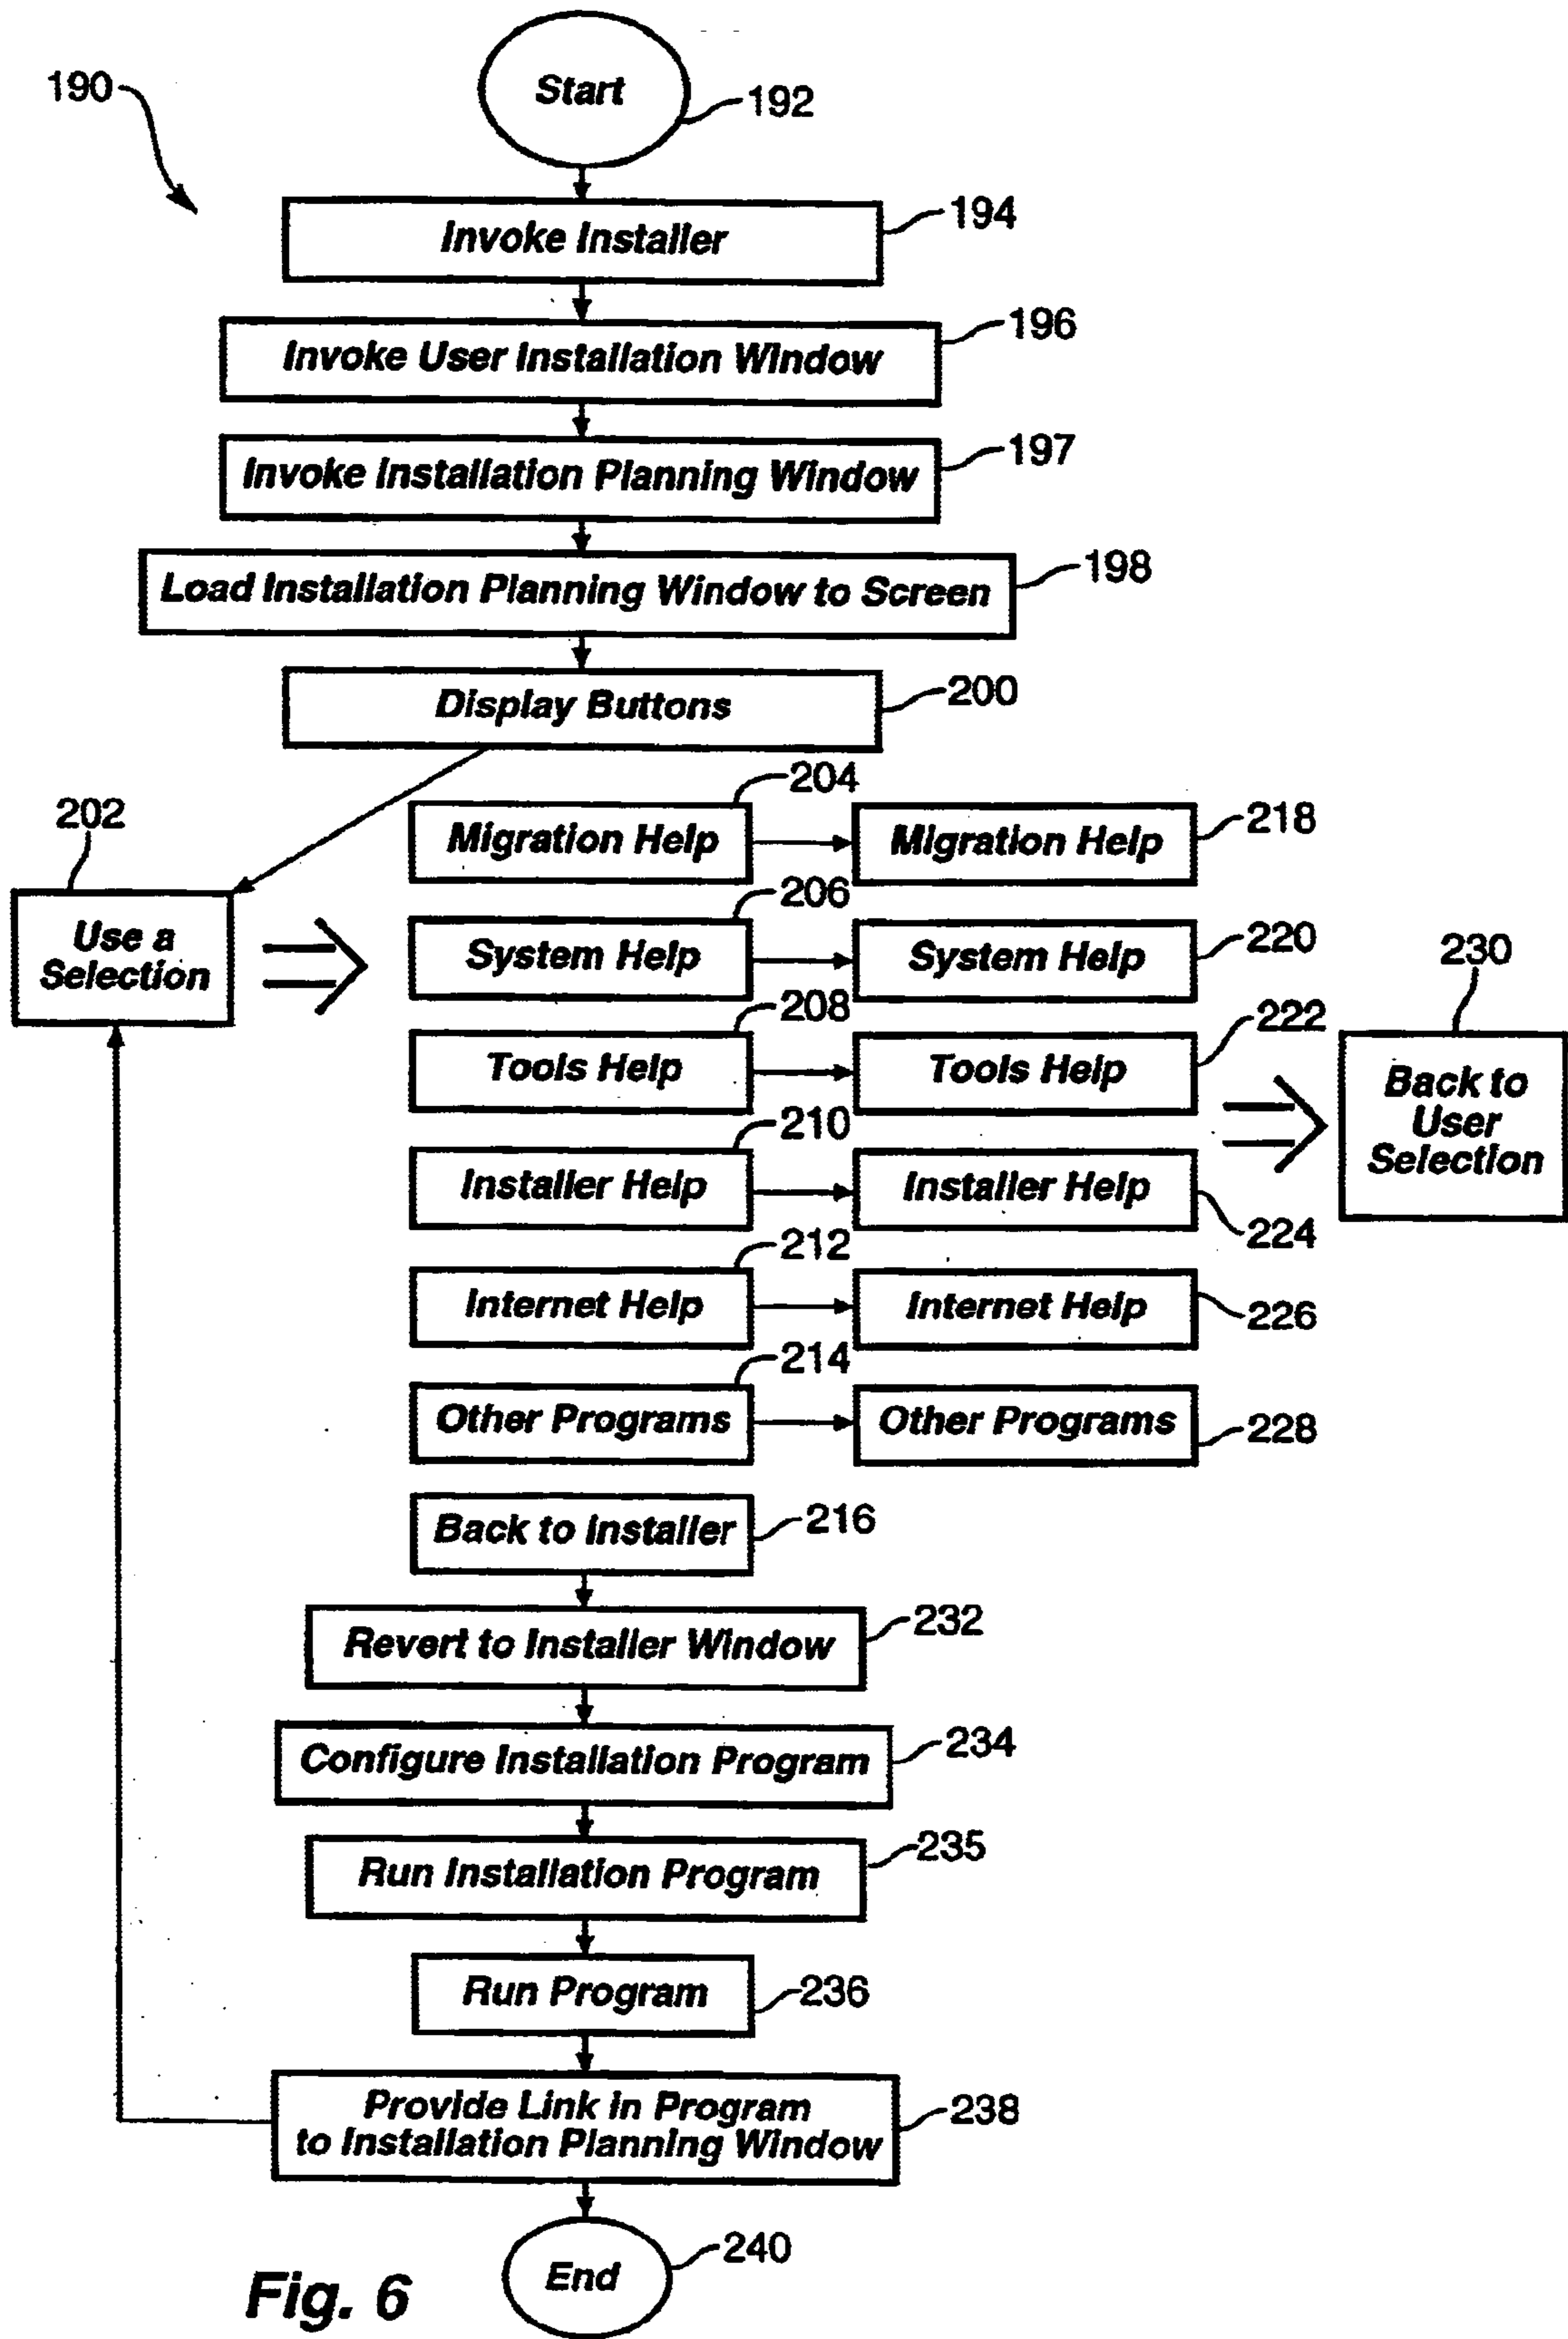 190
Start
192
Invoke Installer
194
Invoke User Installation Window
196
Invoke Installation Planning Window
197
Load Installation Planning Window to Screen
198
Display Buttons
200
202
Use a
Selection
204
Migration Help
Migration Help
218
206
System Help
System Help
220
208
Tools Help
Tools Help
222
210
Installer Help
Installer Help
224
212
Internet Help
Internet Help
226
214
Other Programs
Other Programs
228
230
Back to
User
Selection
Back to Installer
216
Revert to Installer Window
232
Configure Installation Program
234
Run Installation Program
235
Run Program
236
Provide Link in Program
to Installation Planning Window
238
End
240
Fig. 6